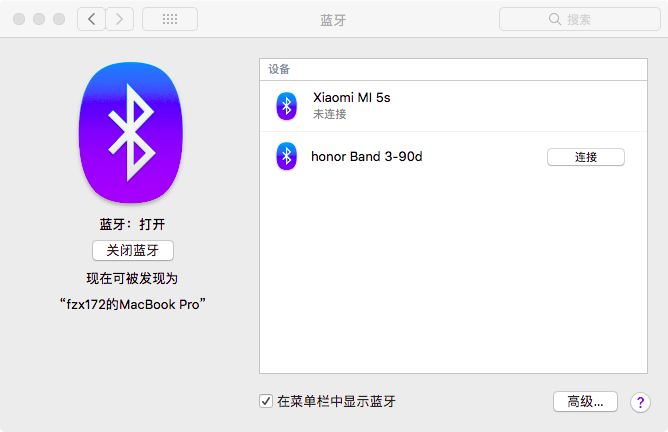 蓝牙
搜索
设备
Xiaomi MI 5s
未连接
honor Band 3-90d
连接
蓝牙：打开
关闭蓝牙
现在可被发现为
“fzx172的MacBook Pro”
在菜单栏中显示蓝牙
高级...
?